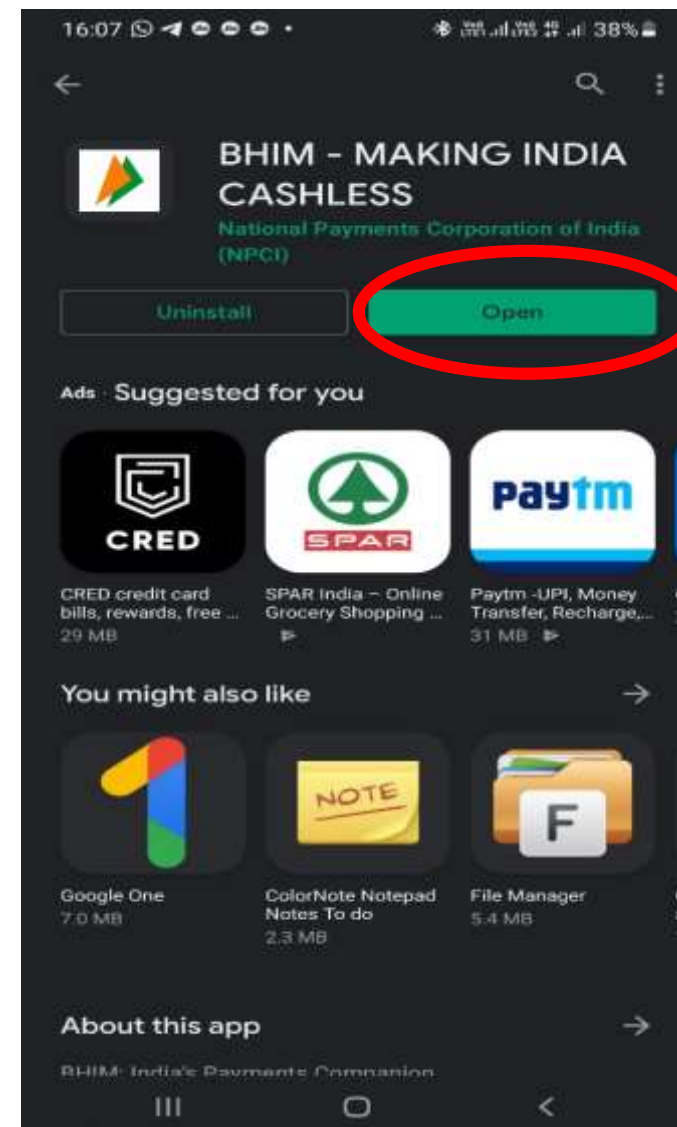 16:07
38%
BHIM - MAKING INDIA
CASHLESS
National Payments Corporation of India
(NPCI)
Uninstall
Open
Ads · Suggested for you
CRED
SPAR
paytm
CRED credit card
bills, rewards, free ...
29 MB
SPAR India – Online
Grocery Shopping ...
Paytm -UPI, Money
Transfer, Recharge,...
31 MB
You might also like
NOTE
F
Google One
7.0 MB
ColorNote Notepad
Notes To do
2.3 MB
File Manager
5.4 MB
About this app
BHIM: India's Payments Companion